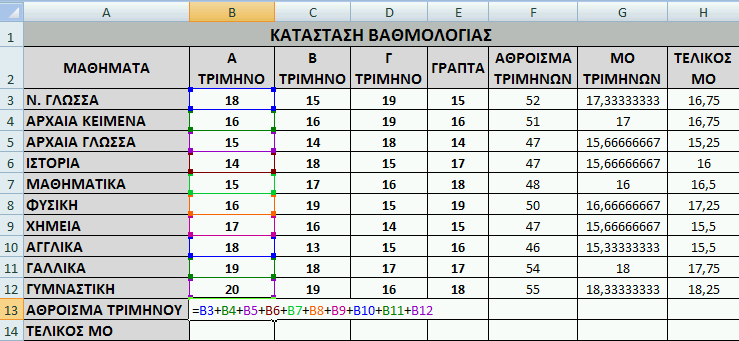 A B C D E F G H
1 ΚΑΤΑΣΤΑΣΗ ΒΑΘΜΟΛΟΓΙΑΣ
2 ΜΑΘΗΜΑΤΑ Α ΤΡΙΜΗΝΟ Β ΤΡΙΜΗΝΟ Γ ΤΡΙΜΗΝΟ ΓΡΑΠΤΑ ΑΘΡΟΙΣΜΑ ΤΡΙΜΗΝΩΝ ΜΟ ΤΡΙΜΗΝΩΝ ΤΕΛΙΚΟΣ ΜΟ
3 Ν. ΓΛΩΣΣΑ 18 15 19 15 52 17,33333333 16,75
4 ΑΡΧΑΙΑ ΚΕΙΜΕΝΑ 16 16 19 16 51 17 16,75
5 ΑΡΧΑΙΑ ΓΛΩΣΣΑ 15 14 18 14 47 15,66666667 15,25
6 ΙΣΤΟΡΙΑ 14 18 15 17 47 15,66666667 16
7 ΜΑΘΗΜΑΤΙΚΑ 15 17 16 18 48 16 16,5
8 ΦΥΣΙΚΗ 16 19 15 19 50 16,66666667 17,25
9 ΧΗΜΕΙΑ 17 16 14 15 47 15,66666667 15,5
10 ΑΓΓΛΙΚΑ 18 13 15 16 46 15,33333333 15,5
11 ΓΑΛΛΙΚΑ 19 18 17 17 54 18 17,75
12 ΓΥΜΝΑΣΤΙΚΗ 20 19 16 18 55 18,33333333 18,25
13 ΑΘΡΟΙΣΜΑ ΤΡΙΜΗΝΟΥ =B3+B4+B5+B6+B7+B8+B9+B10+B11+B12
14 ΤΕΛΙΚΟΣ ΜΟ